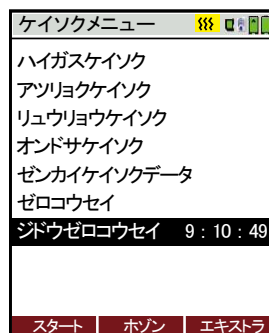 ケイソクメニュー
ハイガスケイソク
アツリョクケイソク
リュウリョウケイソク
オンドサケイソク
ゼンカイケイソクデータ
ゼロコウセイ
ジドウゼロコウセイ 9:10:49
スタート ホゾン エキストラ